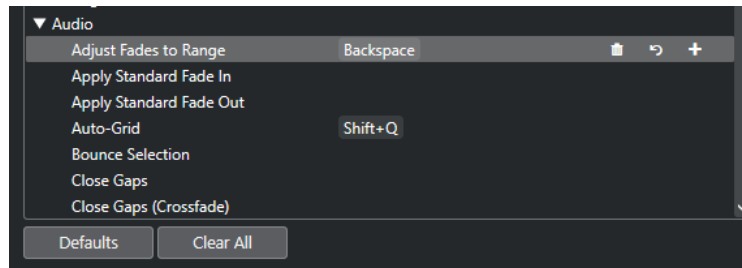 Audio
Adjust Fades to Range Backspace
Apply Standard Fade In
Apply Standard Fade Out
Auto-Grid Shift+Q
Bounce Selection
Close Gaps
Close Gaps (Crossfade)
Defaults Clear All